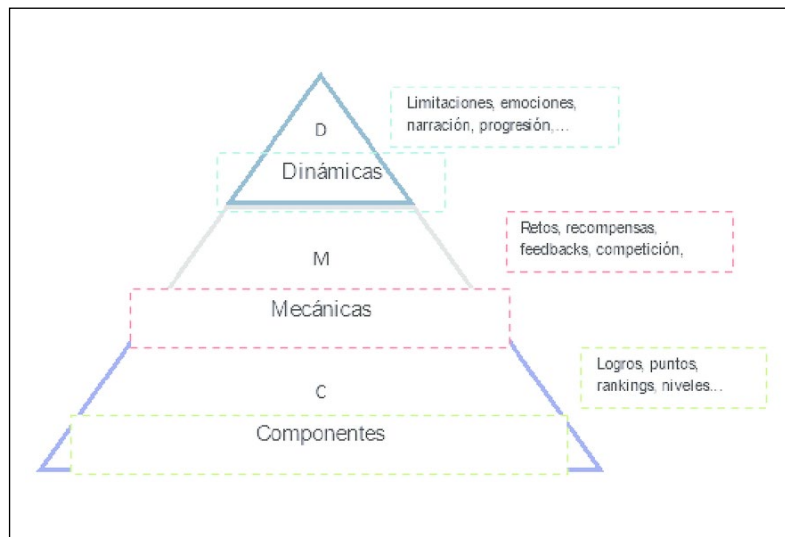 Limitaciones, emociones,
narración, progresión,...
D
Dinámicas
Retos, recompensas,
feedbacks, competición,
M
Mecánicas
Logros, puntos,
rankings, niveles...
C
Componentes